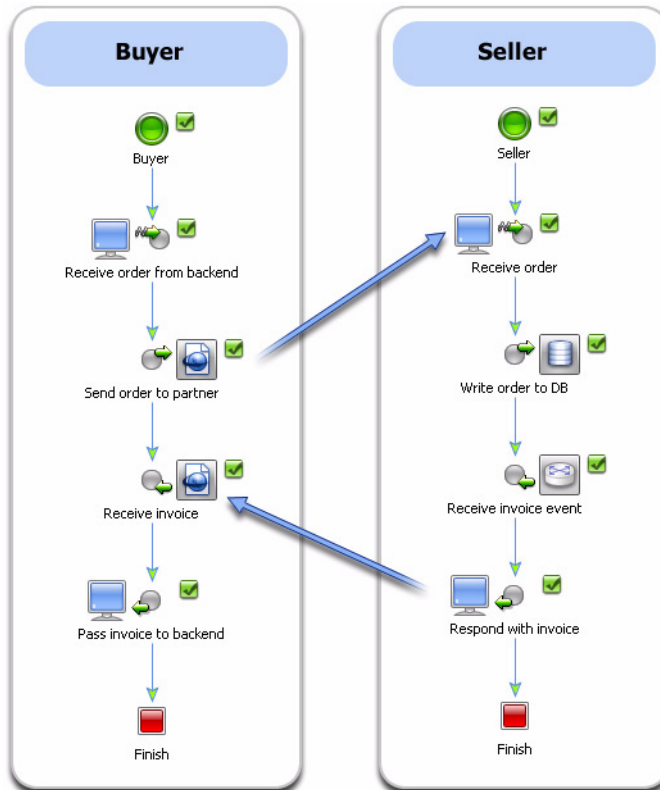 Buyer
Buyer
Receive order from backend
Send order to partner
Receive invoice
Pass invoice to backend
Finish
Seller
Seller
Receive order
Write order to DB
Receive invoice event
Respond with invoice
Finish